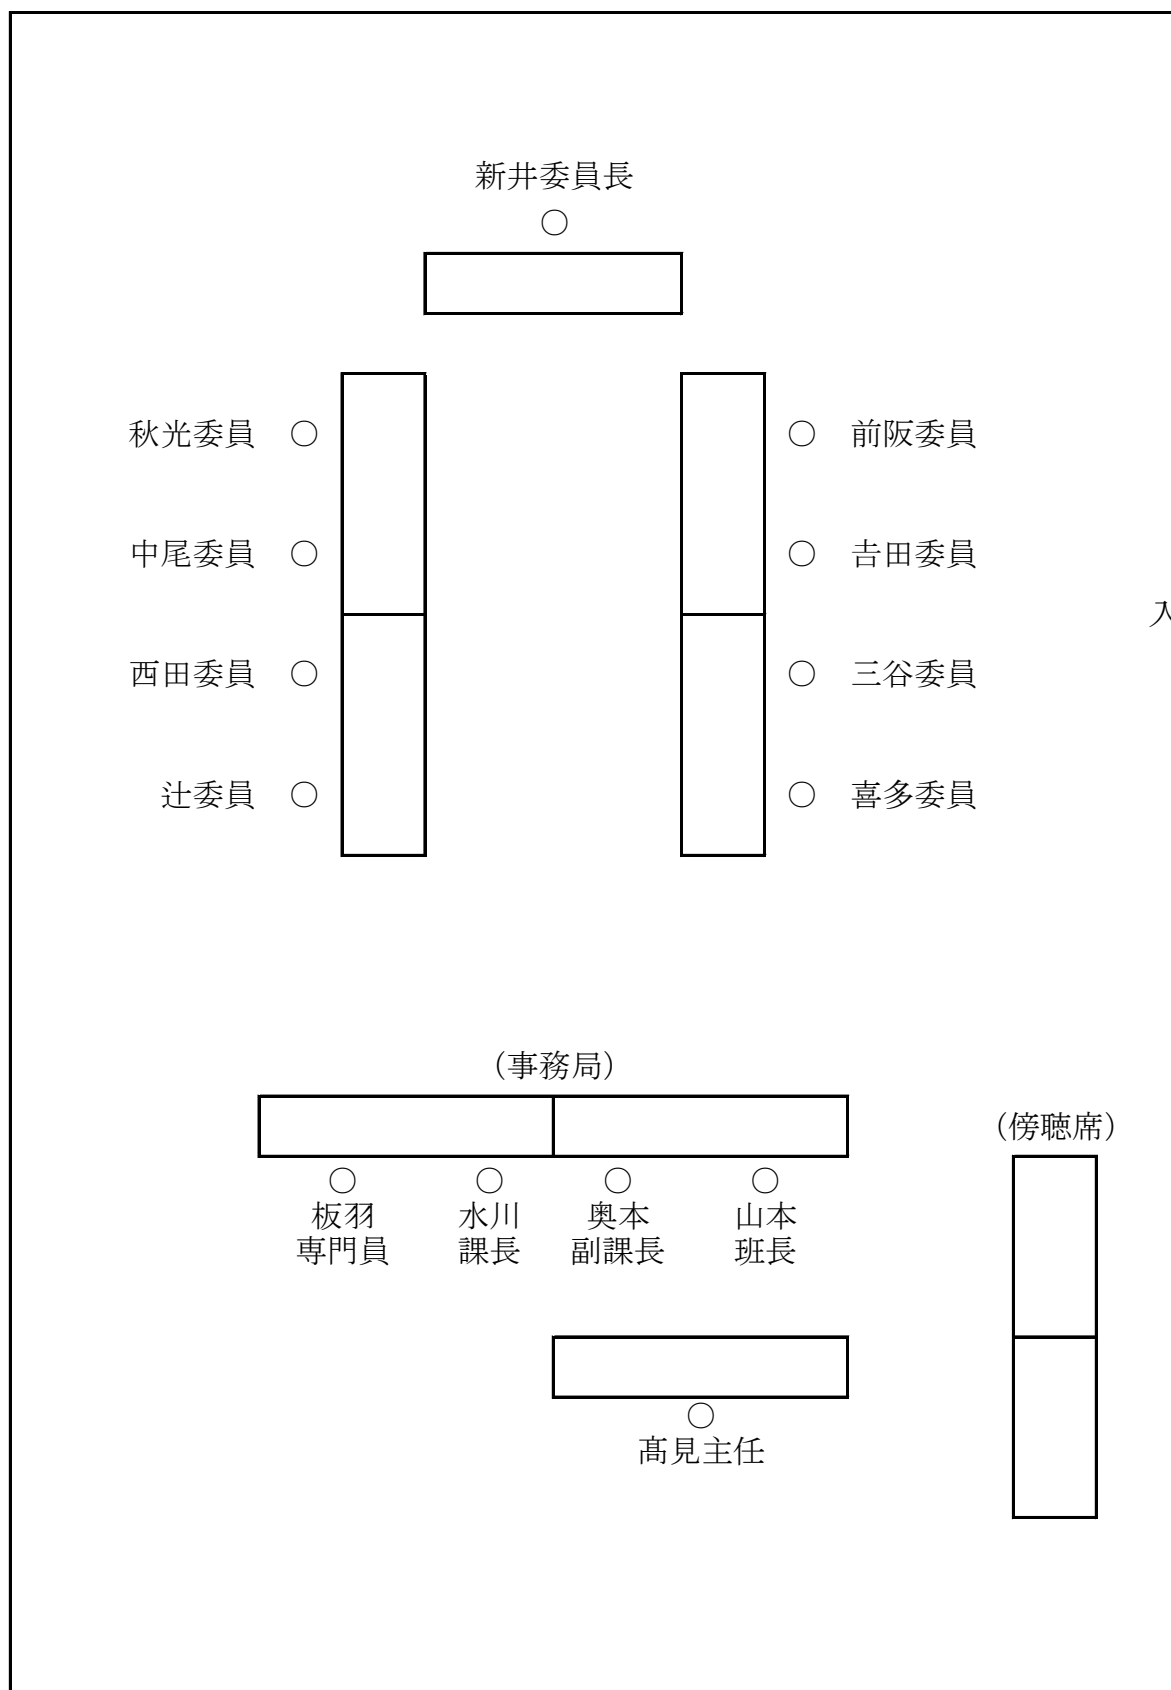 新井委員長
○
秋光委員 ○ ○ 前阪委員
中尾委員 ○ ○ 𠮷田委員
入
西田委員 ○ ○ 三谷委員
辻委員 ○ ○ 喜多委員
（事務局）
（傍聴席）
○ ○ ○ ○
板羽 水川 奥本 山本
専門員 課長 副課長 班長
○
髙見主任